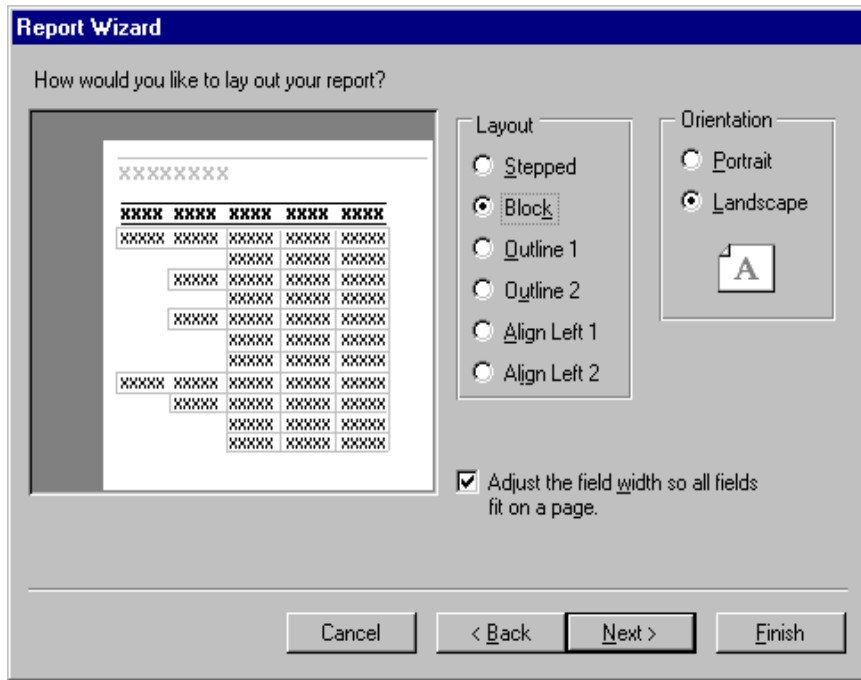 Report Wizard
How would you like to lay out your report?
XXXXXXXX
XXXX XXXX XXXX XXXX XXXX
XXXXX XXXXX XXXXX XXXXX XXXXX
XXXXX XXXXX XXXXX
XXXXX XXXXX XXXXX XXXXX
XXXXX XXXXX XXXXX
XXXXX XXXXX XXXXX XXXXX
XXXXX XXXXX XXXXX
XXXXX XXXXX XXXXX
XXXXX XXXXX XXXXX XXXXX XXXXX
XXXXX XXXXX XXXXX XXXXX
XXXXX XXXXX XXXXX
XXXXX XXXXX XXXXX
Layout
Stepped
Block
Outline 1
Outline 2
Align Left 1
Align Left 2
Orientation
Portrait
Landscape
A
Adjust the field width so all fields
fit on a page.
Cancel
< Back
Next >
Finish